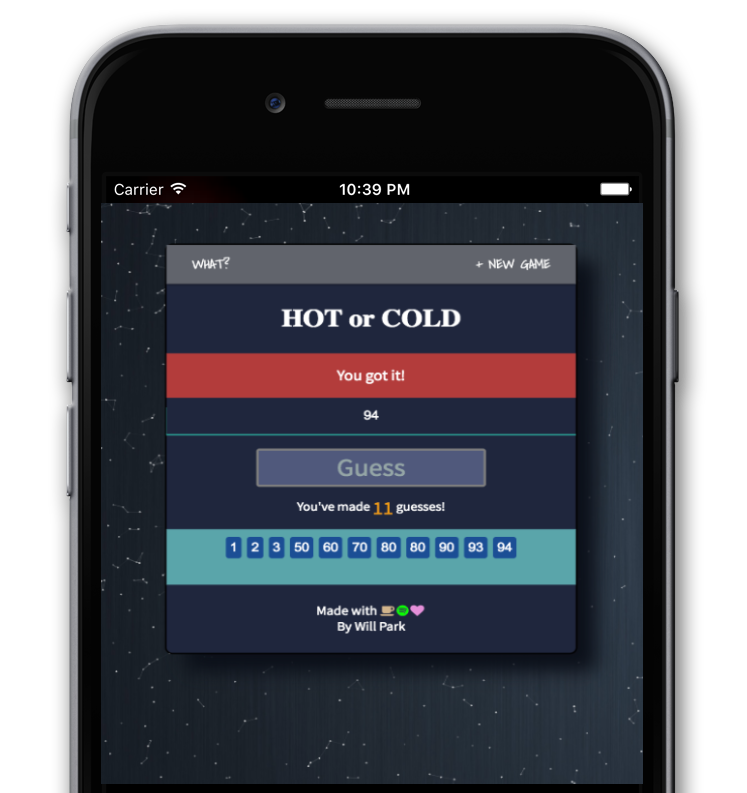 Carrier 10:39 PM
WHAT? + NEW GAME
HOT or COLD
You got it!
94
Guess
You've made 11 guesses!
1 2 3 50 60 70 80 80 90 93 94
Made with
By Will Park